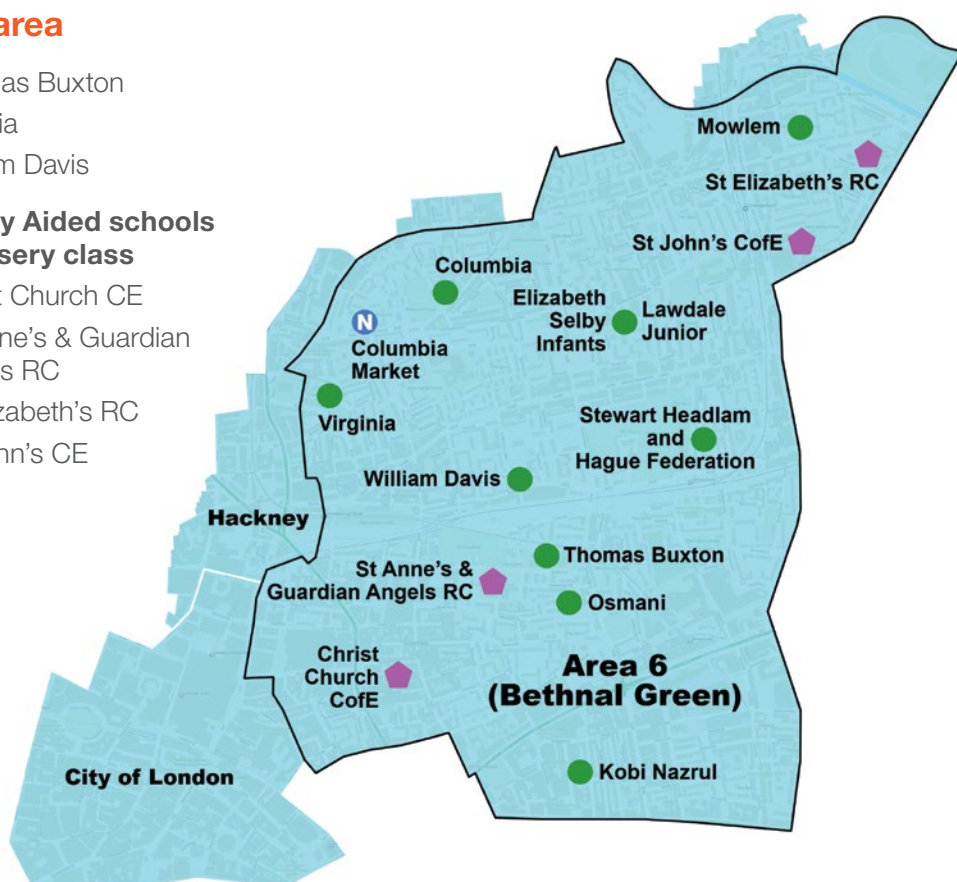 area
as Buxton
ia
m Davis
y Aided schools
sery class
t Church CE
ne's & Guardian
s RC
zabeth's RC
hn's CE
Mowlem
St Elizabeth's RC
St John's CofE
Columbia
Elizabeth
Selby
Infants
Lawdale
Junior
N
Columbia
Market
Virginia
Stewart Headlam
and
Hague Federation
William Davis
Hackney
Thomas Buxton
St Anne's &
Guardian Angels RC
Osmani
Christ
Church
CofE
Area 6
(Bethnal Green)
City of London
Kobi Nazrul